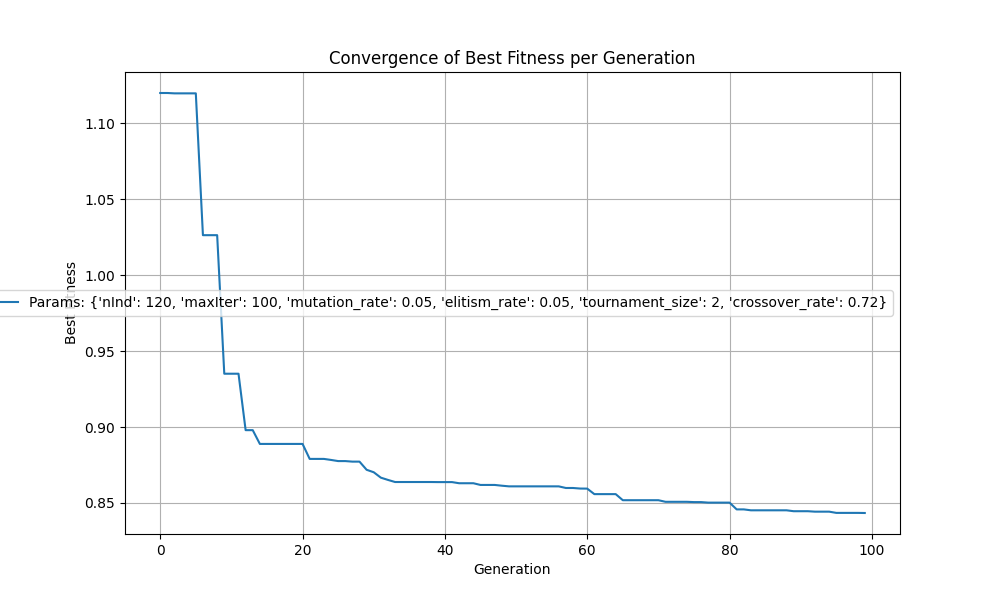 Convergence of Best Fitness per Generation
1.10
1.05
1.00
0.95
0.90
0.85
Best
ness
Params: {'nInd': 120, 'maxIter': 100, 'mutation_rate': 0.05, 'elitism_rate': 0.05, 'tournament_size': 2, 'crossover_rate': 0.72}
0 20 40 60 80 100
Generation